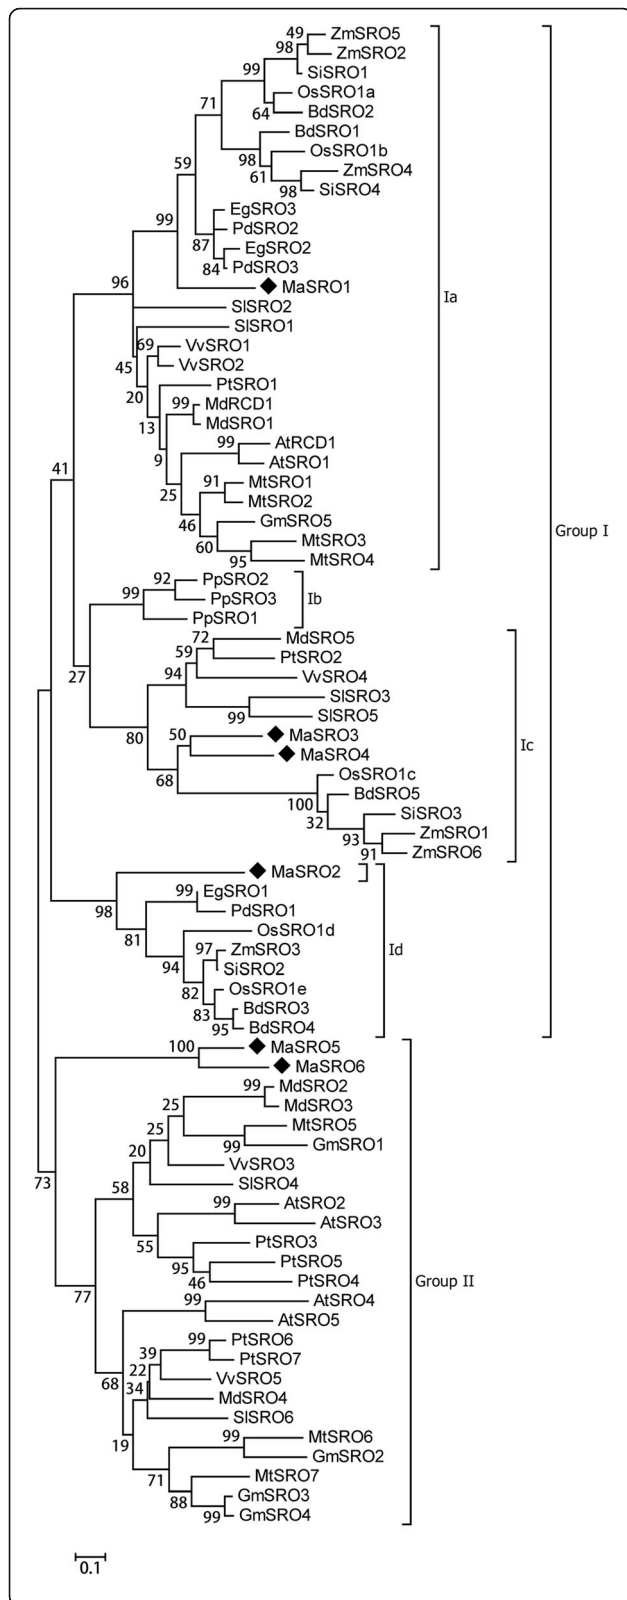 49 ZmSRO5
98 ZmSRO2
99 SiSRO1
OsSRO1a
64 BdSRO2
71 BdSRO1
OsSRO1b
98 ZmSRO4
61
59 98 SiSRO4
EgSRO3
99 PdSRO2
87 EgSRO2
84 PdSRO3
96 MaSRO1
Ia
SlSRO2
SlSRO1
69 VvSRO1
45 VvSRO2
20 PtSRO1
99 MdRCD1
13 MdSRO1
99 AtRCD1
9 AtSRO1
41
25 91 MtSRO1
MtSRO2
46 GmSRO5
Group I
60 MtSRO3
95 MtSRO4
92 PpSRO2
99 PpSRO3
Ib
PpSRO1
72 MdSRO5
59 PtSRO2
27
94 VvSRO4
SlSRO3
99 SlSRO5
80 50 MaSRO3
Ic
MaSRO4
68 OsSRO1c
100 BdSRO5
32 SiSRO3
93 ZmSRO1
91 ZmSRO6
MaSRO2
99 EgSRO1
98 PdSRO1
81 OsSRO1d
97 ZmSRO3
Id
94 SiSRO2
82 OsSRO1e
83 BdSRO3
95 BdSRO4
100 MaSRO5
MaSRO6
99 MdSRO2
25 MdSRO3
MtSRO5
25
99 GmSRO1
20 VvSRO3
73
58 SlSRO4
99 AtSRO2
AtSRO3
55 PtSRO3
95 PtSRO5
46 PtSRO4
Group II
77
99 AtSRO4
AtSRO5
99 PtSRO6
39 PtSRO7
22 VvSRO5
68
34 MdSRO4
SlSRO6
99 MtSRO6
19 GmSRO2
71 MtSRO7
88 GmSRO3
99 GmSRO4
0.1